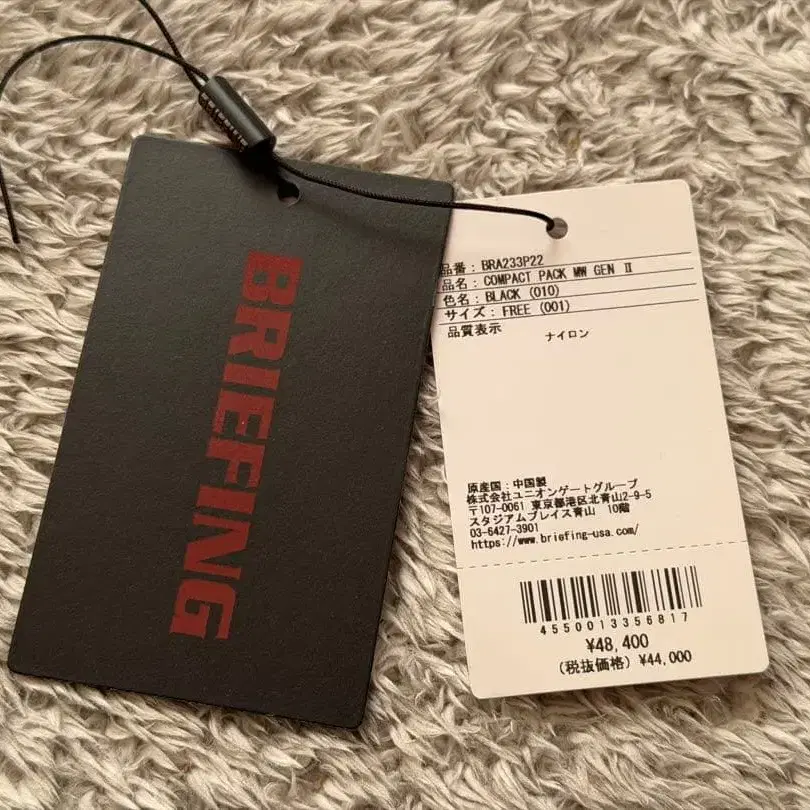 BRIEFING
品番: BRA233P22
品名: COMPACT PACK MW GEN Ⅱ
色名: BLACK (010)
サイズ: FREE (001)
品質表示
ナイロン
原産国:中国製
株式会社ユニオンゲートグループ
〒107-0061 東京都港区北青山2-9-5
スタジアムプレイス青山 10階
03-6427-3901
https://www.briefing-usa.com/
4550013356817
¥48,400
(税抜価格) ¥44,000